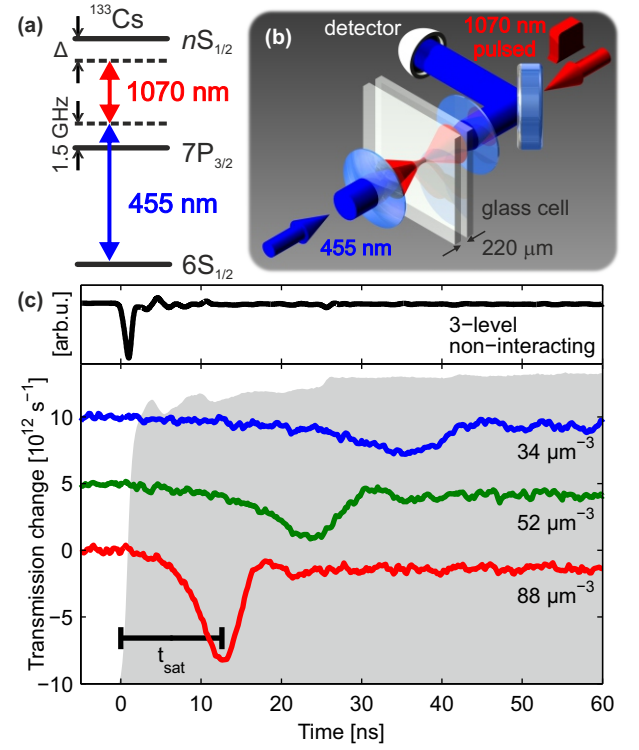 (a)
¹³³Cs
nS₁/₂
Δ
1070 nm
1.5 GHz
7P₃/₂
455 nm
6S₁/₂
(b)
detector
1070 nm
pulsed
glass cell
455 nm
220 μm
(c)
[arb.u.]
3−level
non−interacting
Transmission change [10¹² s⁻¹]
10
5
0
−5
−10
34 μm⁻³
52 μm⁻³
88 μm⁻³
t_sat
0 10 20 30 40 50 60
Time [ns]